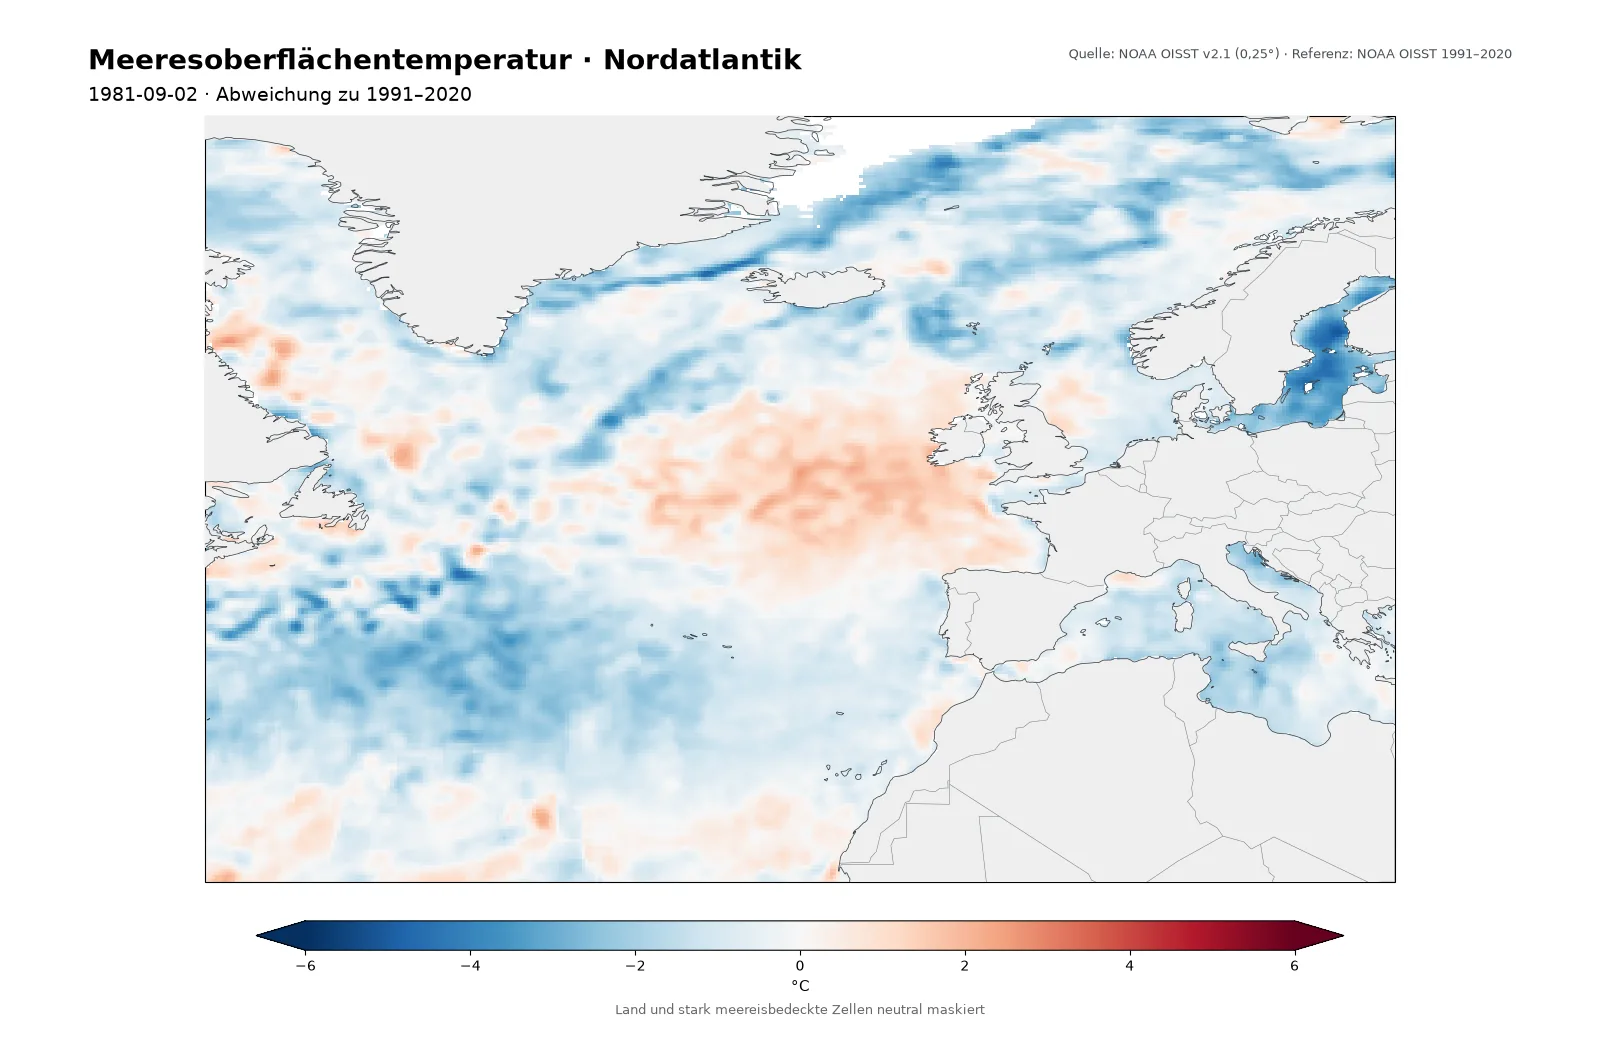 Meeresoberflächentemperatur · Nordatlantik
Quelle: NOAA OISST v2.1 (0,25°) · Referenz: NOAA OISST 1991–2020
1981-09-02 · Abweichung zu 1991–2020
−6 −4 −2 0 2 4 6
°C
Land und stark meereisbedeckte Zellen neutral maskiert